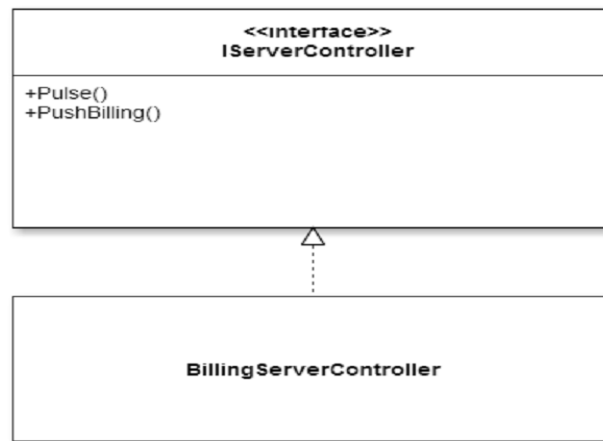 <<interface>>
IServerController
+Pulse()
+PushBilling()
BillingServerController